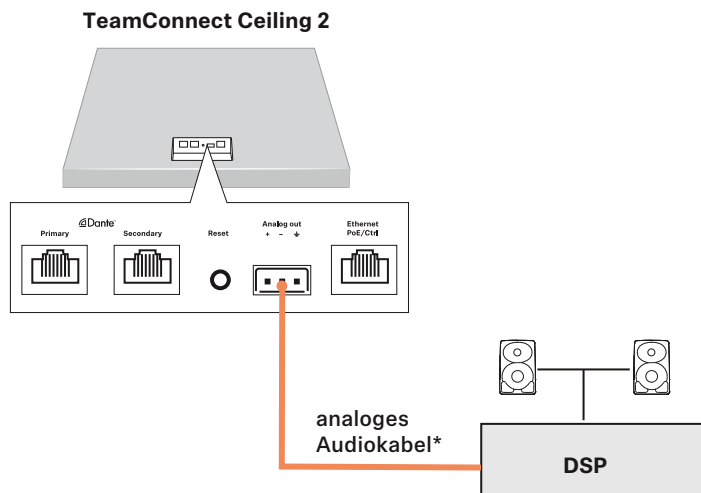 TeamConnect Ceiling 2
Dante
Primary
Secondary
Reset
Analog out
+ -
Ethernet
PoE/Ctrl
analoges
Audiokabel*
DSP